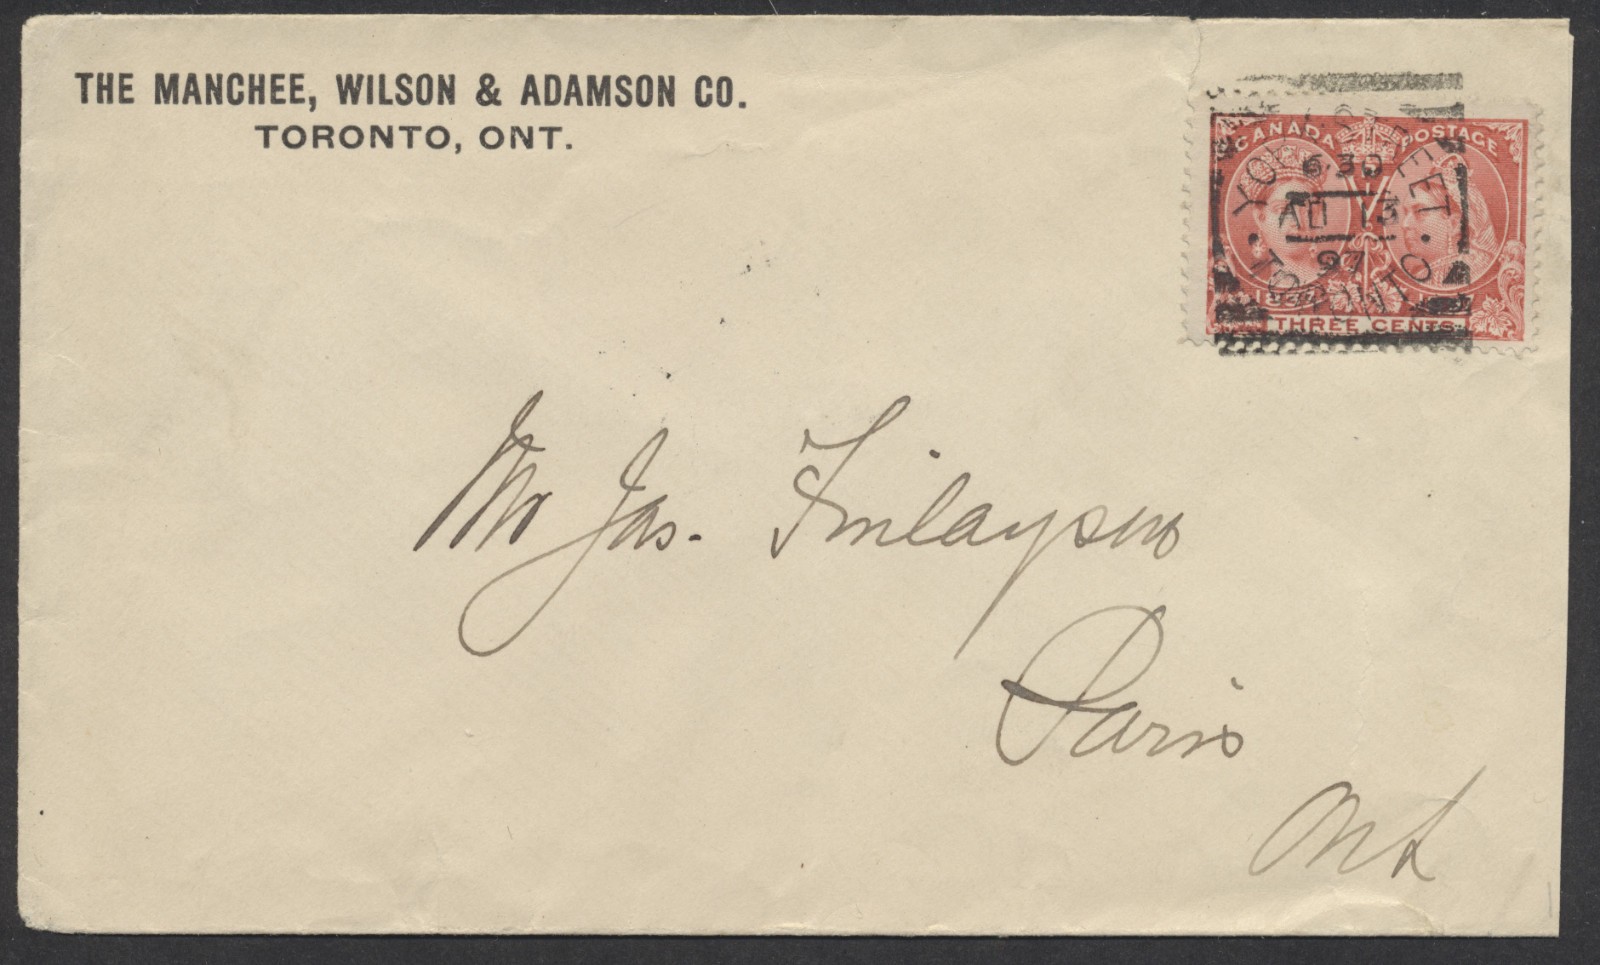 THE MANCHEE, WILSON & ADAMSON CO.
TORONTO, ONT.
CANADA POSTAGE
THREE CENTS
STREET
6·30
AU 13
97
TORONTO
Mr Jas. Finlayson
Paris
Ont